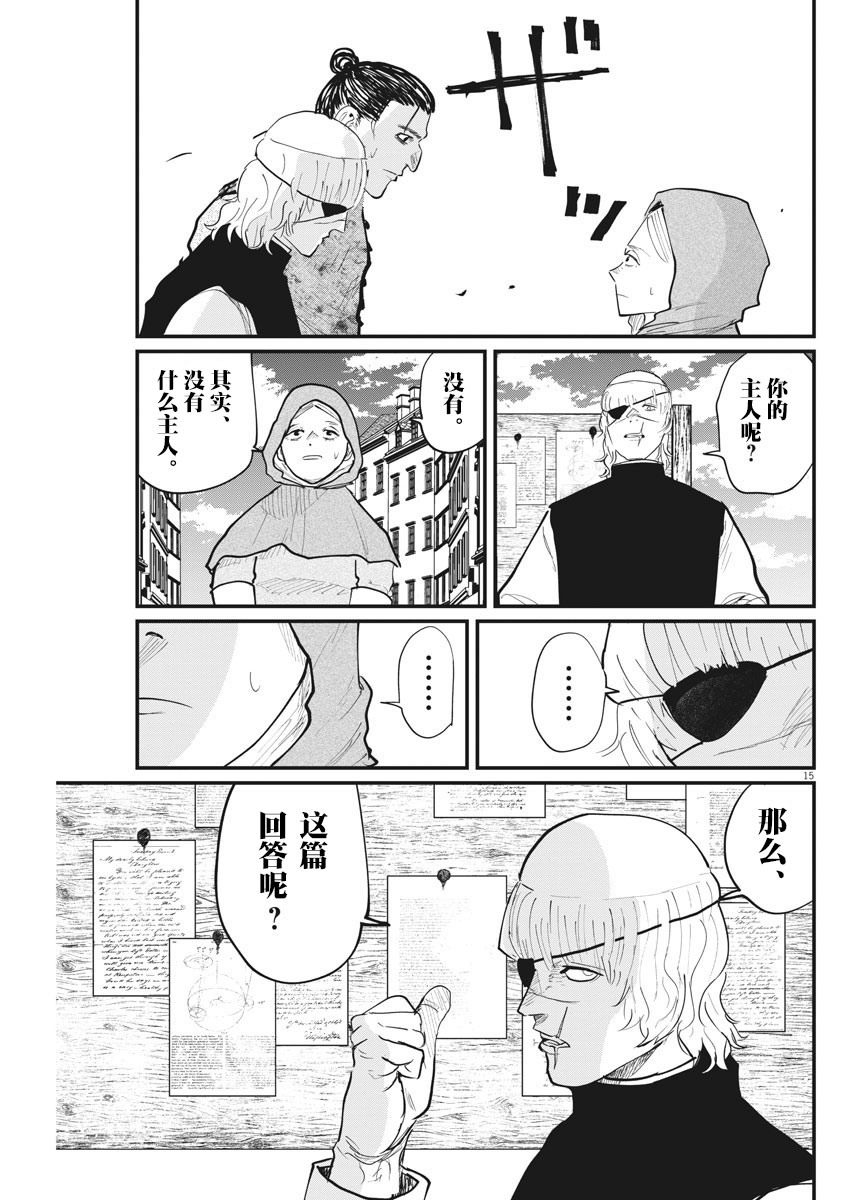 ザッ
你的
主人呢？
没有。
其实、
没有
什么主人。
……
……
15
那么、
这篇
回答呢？